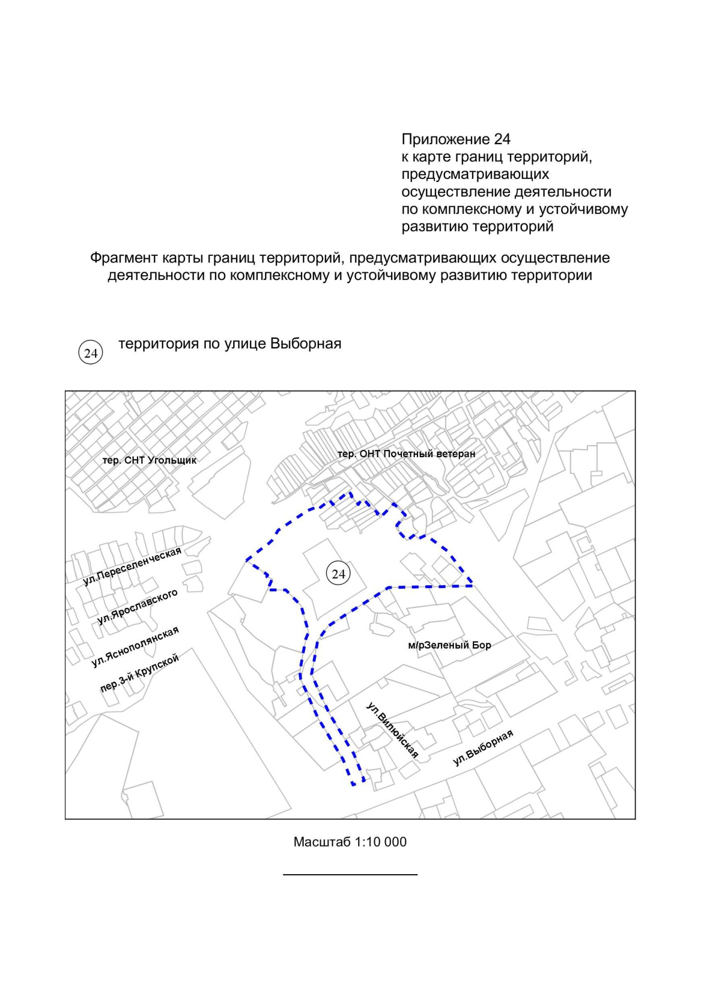 Приложение 24
к карте границ территорий,
предусматривающих
осуществление деятельности
по комплексному и устойчивому
развитию территорий
Фрагмент карты границ территорий, предусматривающих осуществление
деятельности по комплексному и устойчивому развитию территории
24
территория по улице Выборная
тер. ОНТ Почетный ветеран
тер. СНТ Угольщик
ул.Переселенческая
24
ул.Ярославского
ул.Яснополянская
м/рЗеленый Бор
пер.3-й Крупской
ул.Вилюйская
ул.Выборная
Масштаб 1:10 000